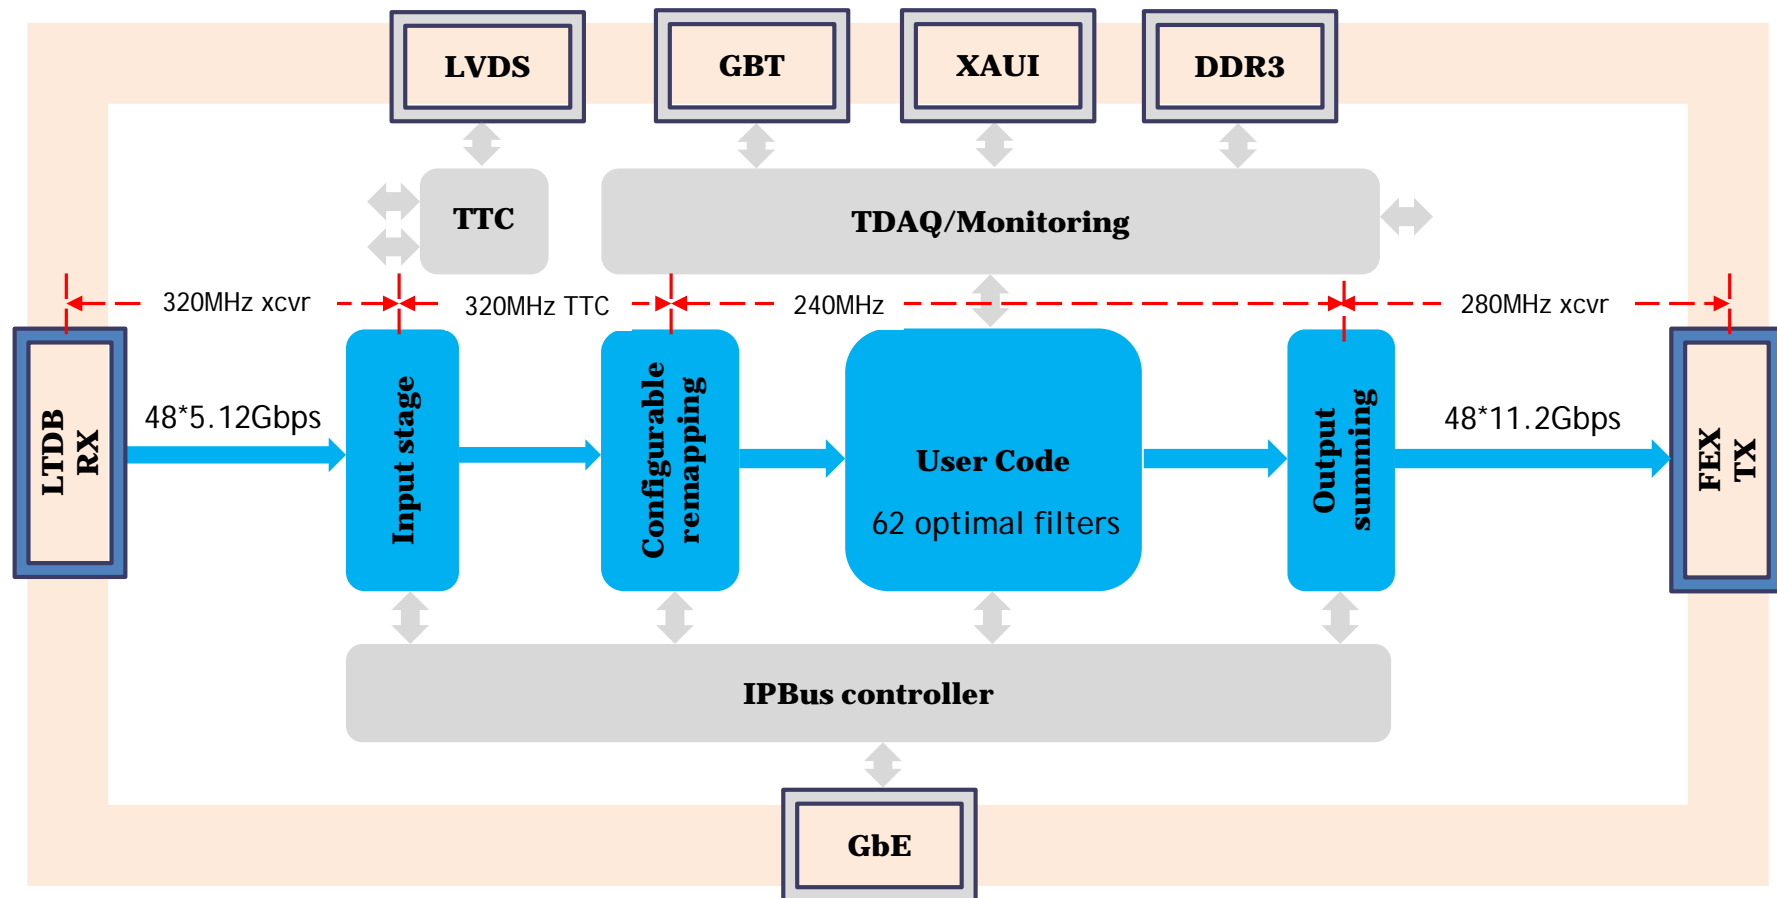 LVDS
GBT
XAUI
DDR3
TTC
TDAQ/Monitoring
320MHz xcvr
320MHz TTC
240MHz
280MHz xcvr
LTDB
RX
48*5.12Gbps
Input stage
Configurable
remapping
User Code
62 optimal filters
Output
summing
48*11.2Gbps
FEX
TX
IPBus controller
GbE